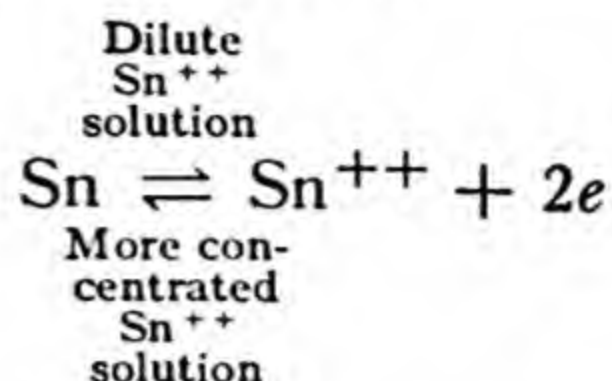 Dilute
Sn++
solution
Sn ⇌ Sn++ + 2e
More con-
centrated
Sn++
solution